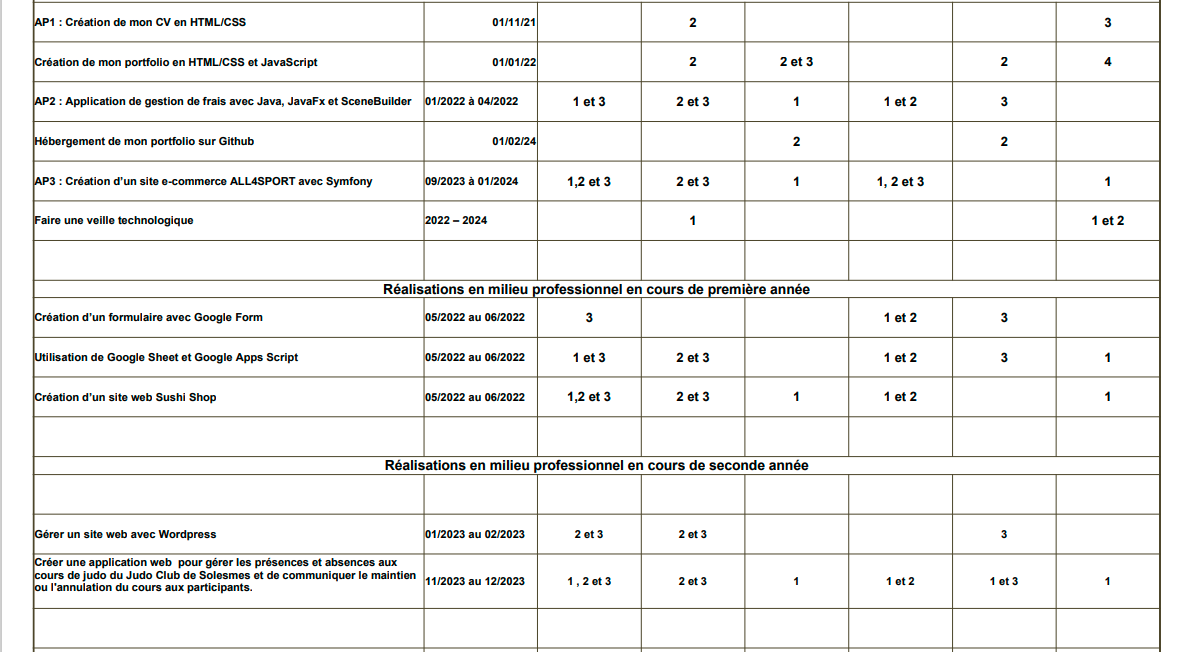 AP1 : Création de mon CV en HTML/CSS 01/11/21 2 3
Création de mon portfolio en HTML/CSS et JavaScript 01/01/22 2 2 et 3 2 4
AP2 : Application de gestion de frais avec Java, JavaFx et SceneBuilder 01/2022 à 04/2022 1 et 3 2 et 3 1 1 et 2 3
Hébergement de mon portfolio sur Github 01/02/24 2 2
AP3 : Création d'un site e-commerce ALL4SPORT avec Symfony 09/2023 à 01/2024 1,2 et 3 2 et 3 1 1, 2 et 3 1
Faire une veille technologique 2022 – 2024 1 1 et 2
Réalisations en milieu professionnel en cours de première année
Création d'un formulaire avec Google Form 05/2022 au 06/2022 3 1 et 2 3
Utilisation de Google Sheet et Google Apps Script 05/2022 au 06/2022 1 et 3 2 et 3 1 et 2 3 1
Création d'un site web Sushi Shop 05/2022 au 06/2022 1,2 et 3 2 et 3 1 1 et 2 1
Réalisations en milieu professionnel en cours de seconde année
Gérer un site web avec Wordpress 01/2023 au 02/2023 2 et 3 2 et 3 3
Créer une application web pour gérer les présences et absences aux
cours de judo du Judo Club de Solesmes et de communiquer le maintien
ou l'annulation du cours aux participants.
11/2023 au 12/2023 1 , 2 et 3 2 et 3 1 1 et 2 1 et 3 1